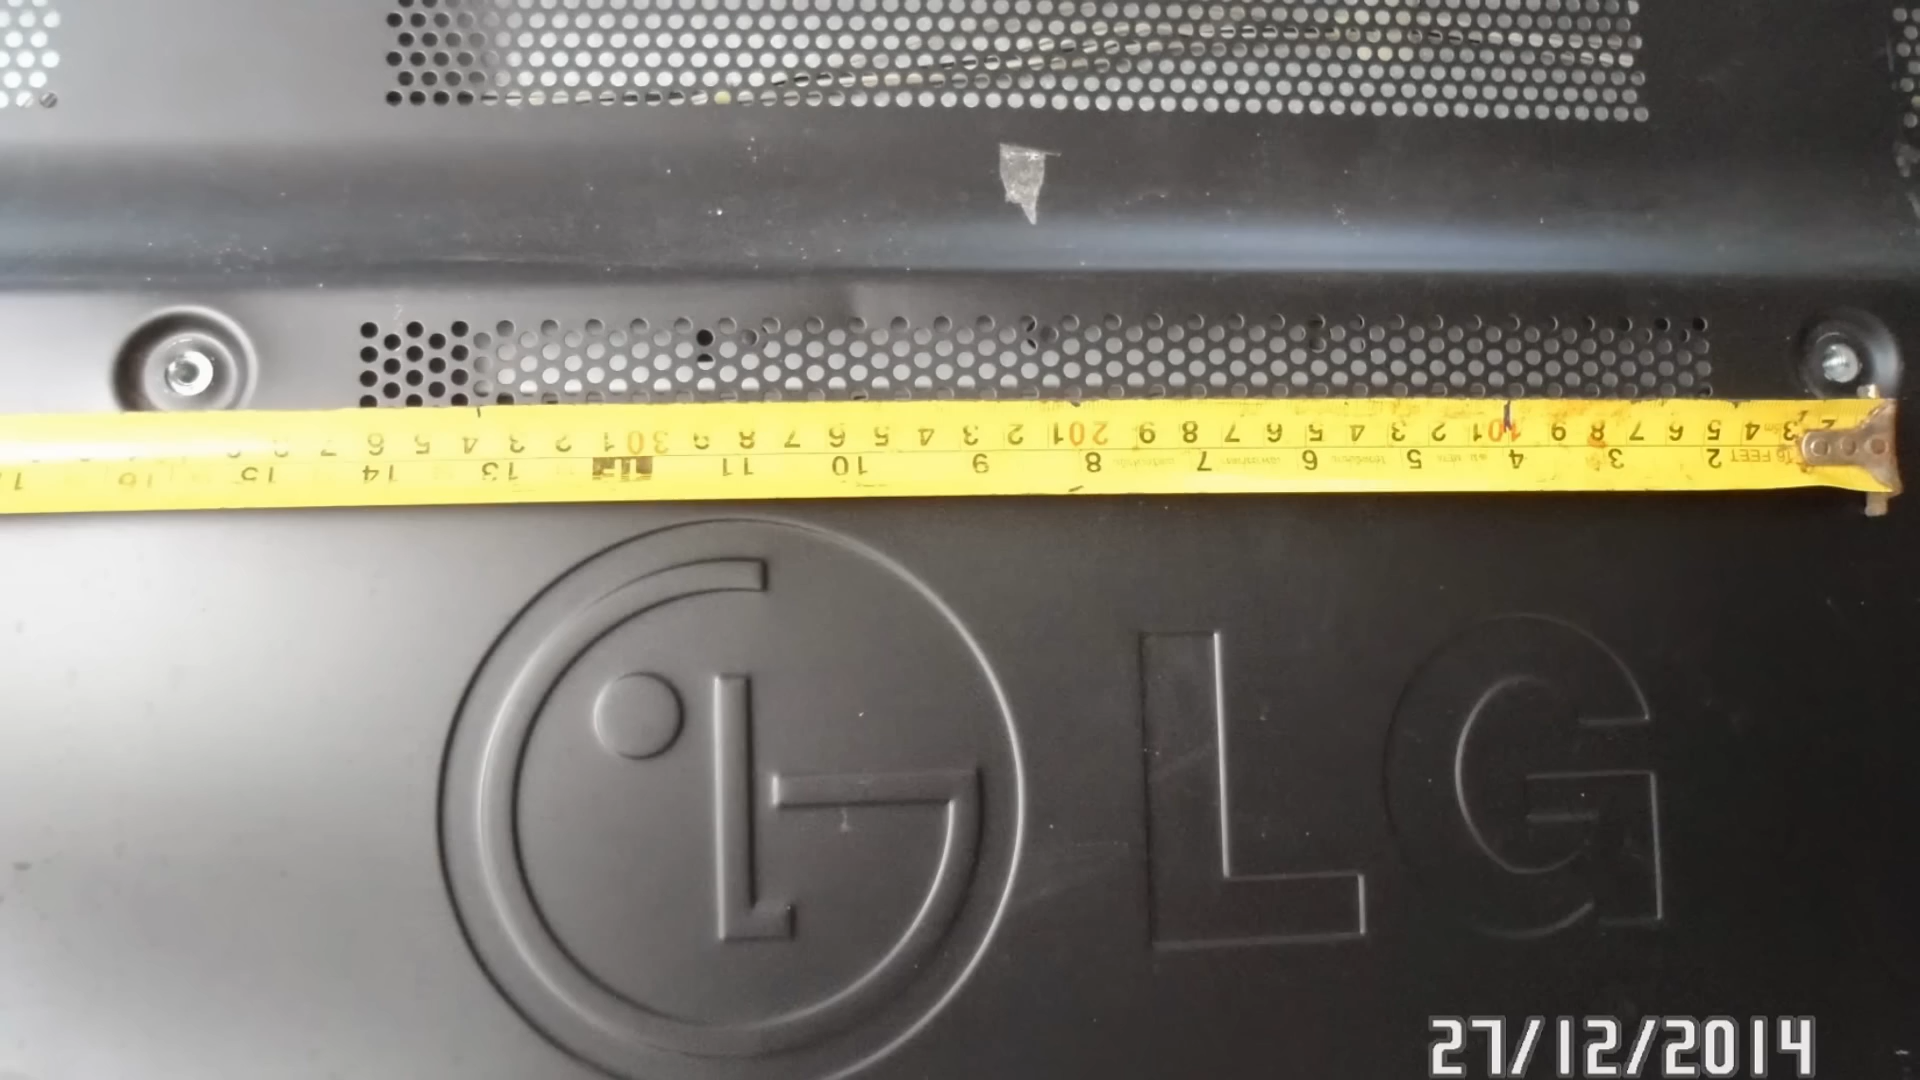 FEET 2 3 4 5 6 7 8 9 10 11 13 14 15 16
2 3 4 5 6 7 8 9 10 1 2 3 4 5 6 7 8 9 20 1 2 3 4 5 6 7 8 9 30 1 2 3 4 5 6
LG
LG
27/12/2014